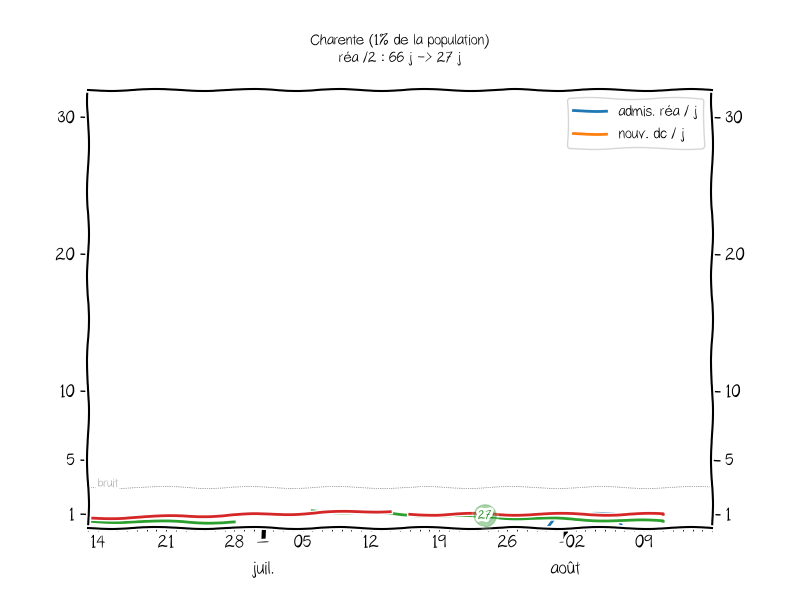 Charente (1% de la population)
réa /2 : 66 j -> 27 j
admis. réa / j
nouv. dc / j
30 30
20 20
10 10
5 5
bruit
1 1
27
14 21 28 05 12 19 26 02 09
juil. août